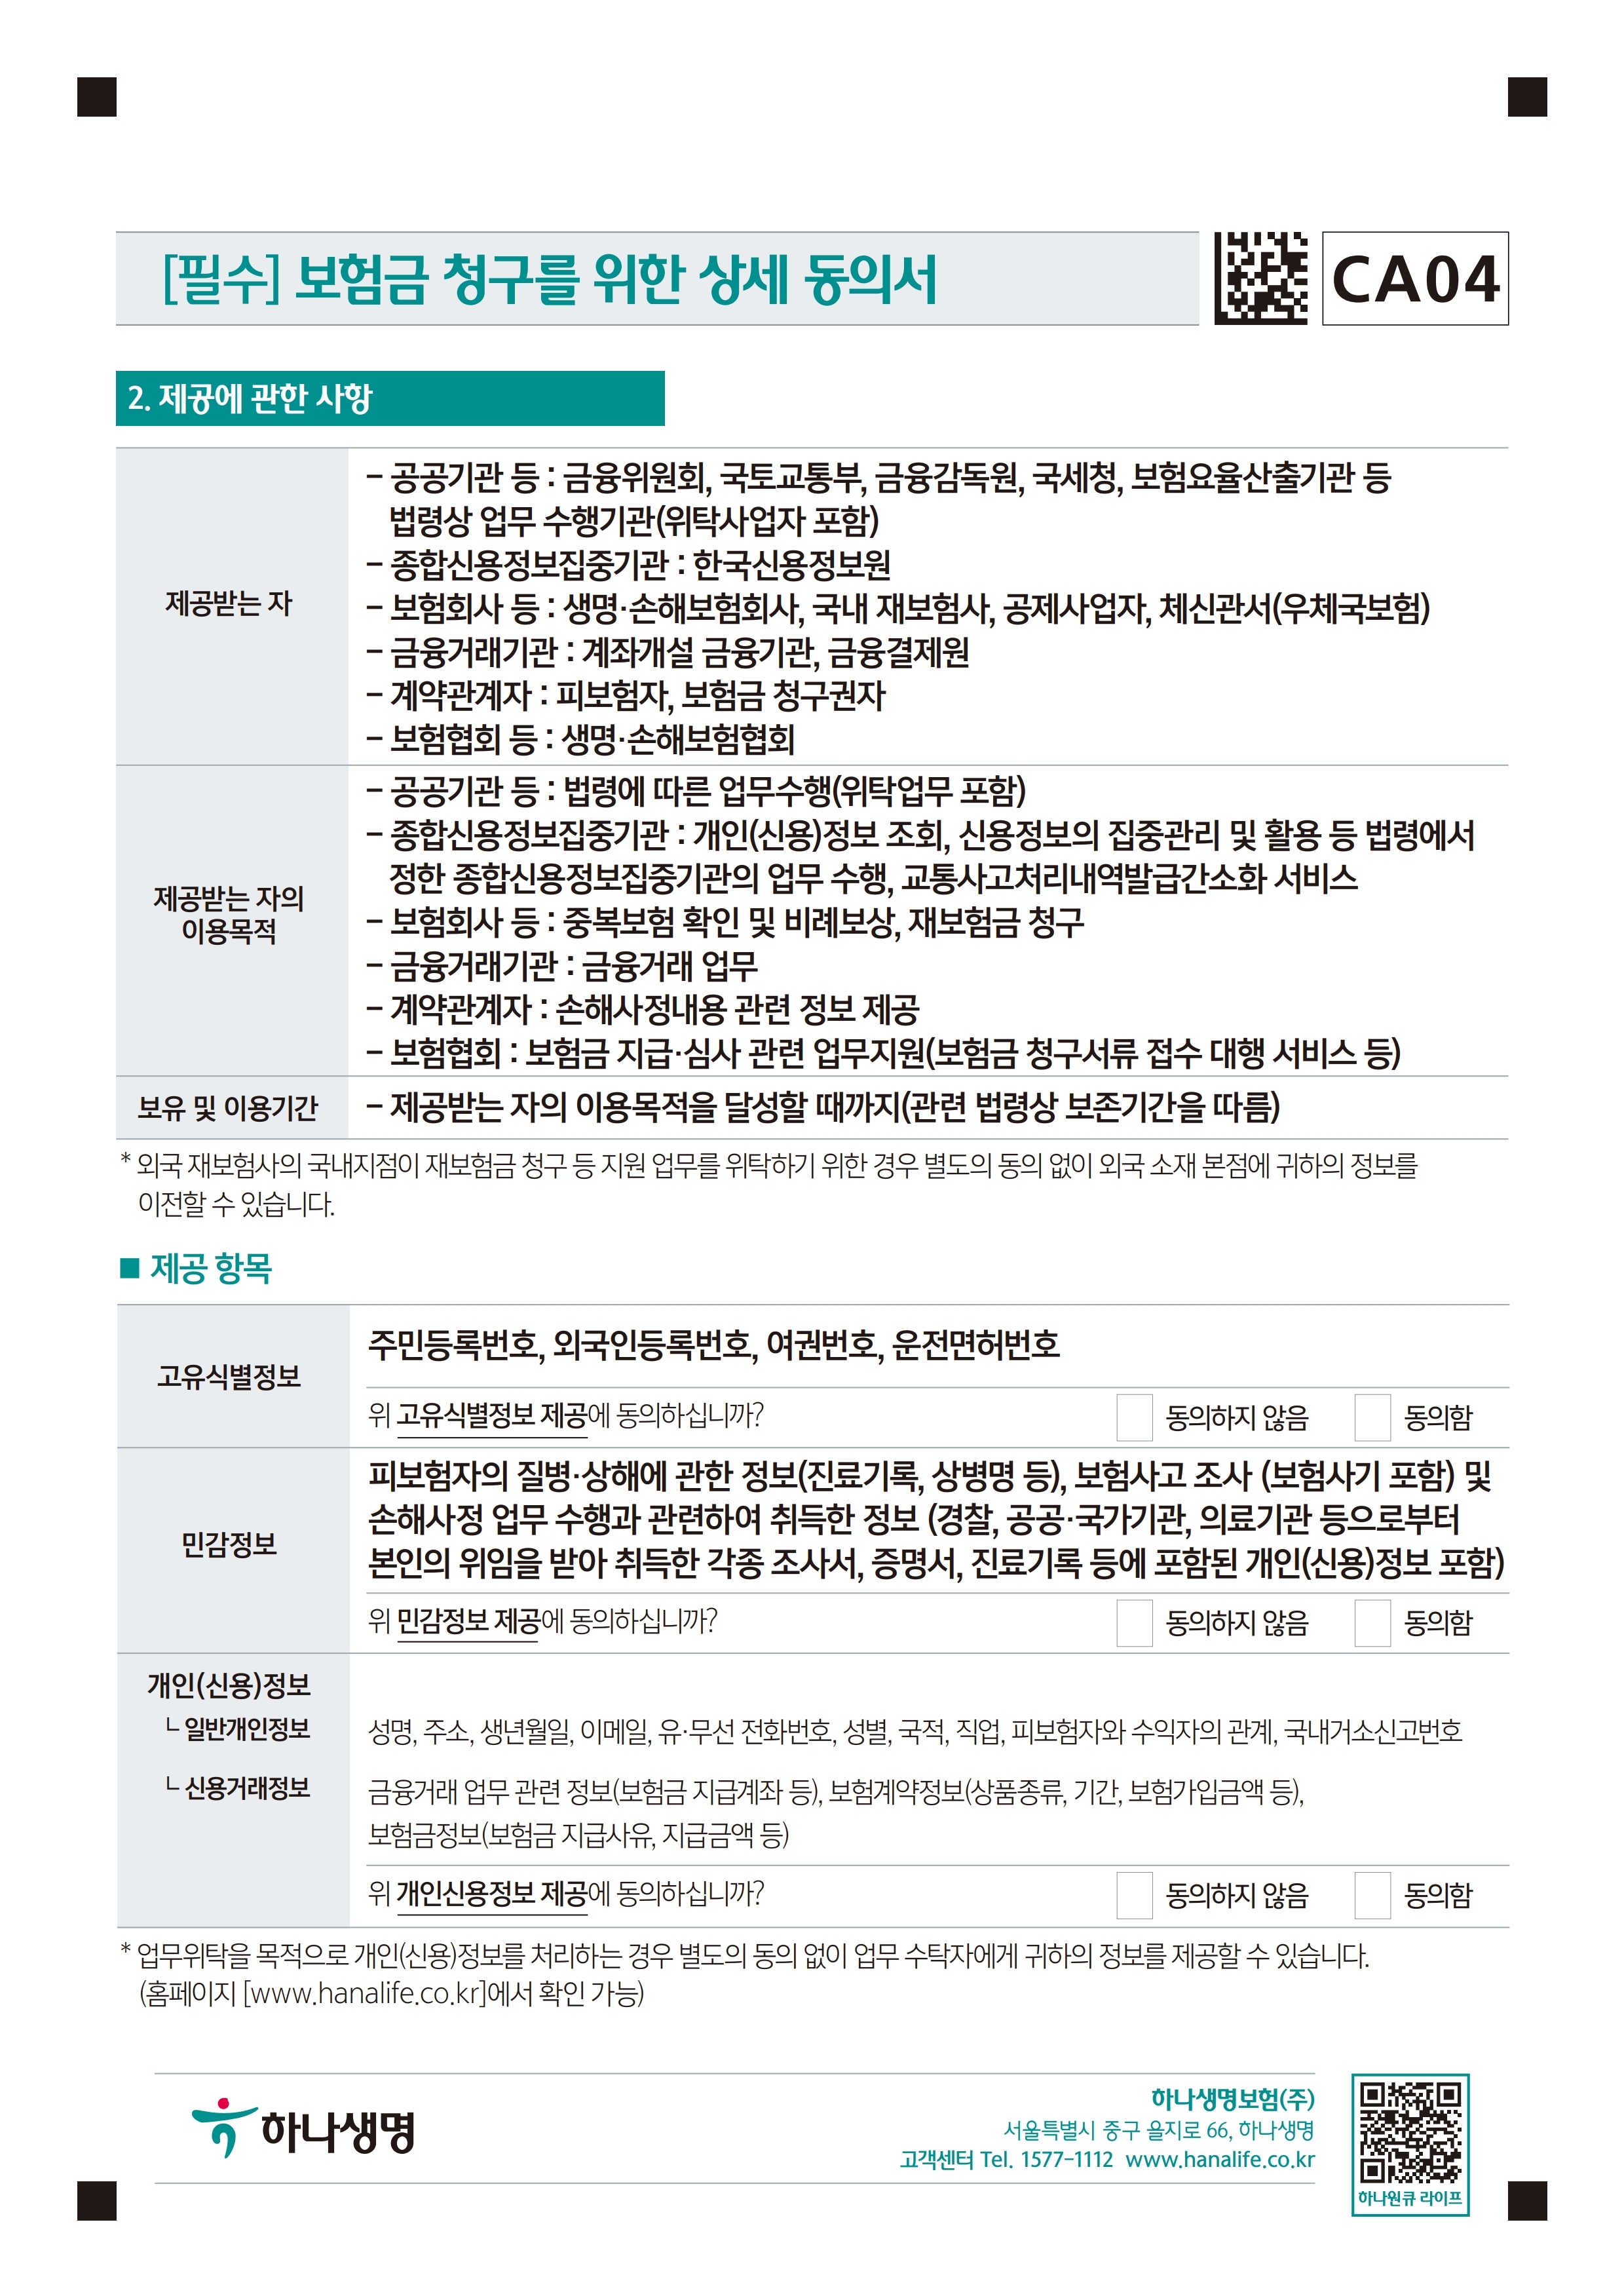 [필수] 보험금 청구를 위한 상세 동의서
CA04
2. 제공에 관한 사항
제공받는 자
– 공공기관 등 : 금융위원회, 국토교통부, 금융감독원, 국세청, 보험요율산출기관 등
법령상 업무 수행기관(위탁사업자 포함)
– 종합신용정보집중기관 : 한국신용정보원
– 보험회사 등 : 생명·손해보험회사, 국내 재보험사, 공제사업자, 체신관서(우체국보험)
– 금융거래기관 : 계좌개설 금융기관, 금융결제원
– 계약관계자 : 피보험자, 보험금 청구권자
– 보험협회 등 : 생명·손해보험협회
제공받는 자의
이용목적
– 공공기관 등 : 법령에 따른 업무수행(위탁업무 포함)
– 종합신용정보집중기관 : 개인(신용)정보 조회, 신용정보의 집중관리 및 활용 등 법령에서
정한 종합신용정보집중기관의 업무 수행, 교통사고처리내역발급간소화 서비스
– 보험회사 등 : 중복보험 확인 및 비례보상, 재보험금 청구
– 금융거래기관 : 금융거래 업무
– 계약관계자 : 손해사정내용 관련 정보 제공
– 보험협회 : 보험금 지급·심사 관련 업무지원(보험금 청구서류 접수 대행 서비스 등)
보유 및 이용기간
– 제공받는 자의 이용목적을 달성할 때까지(관련 법령상 보존기간을 따름)
* 외국 재보험사의 국내지점이 재보험금 청구 등 지원 업무를 위탁하기 위한 경우 별도의 동의 없이 외국 소재 본점에 귀하의 정보를
이전할 수 있습니다.
■ 제공 항목
고유식별정보
주민등록번호, 외국인등록번호, 여권번호, 운전면허번호
위 고유식별정보 제공에 동의하십니까? 동의하지 않음 동의함
민감정보
피보험자의 질병·상해에 관한 정보(진료기록, 상병명 등), 보험사고 조사 (보험사기 포함) 및
손해사정 업무 수행과 관련하여 취득한 정보 (경찰, 공공·국가기관, 의료기관 등으로부터
본인의 위임을 받아 취득한 각종 조사서, 증명서, 진료기록 등에 포함된 개인(신용)정보 포함)
위 민감정보 제공에 동의하십니까? 동의하지 않음 동의함
개인(신용)정보
└ 일반개인정보
성명, 주소, 생년월일, 이메일, 유·무선 전화번호, 성별, 국적, 직업, 피보험자와 수익자의 관계, 국내거소신고번호
└ 신용거래정보
금융거래 업무 관련 정보(보험금 지급계좌 등), 보험계약정보(상품종류, 기간, 보험가입금액 등),
보험금정보(보험금 지급사유, 지급금액 등)
위 개인신용정보 제공에 동의하십니까? 동의하지 않음 동의함
* 업무위탁을 목적으로 개인(신용)정보를 처리하는 경우 별도의 동의 없이 업무 수탁자에게 귀하의 정보를 제공할 수 있습니다.
(홈페이지 [www.hanalife.co.kr]에서 확인 가능)
하나생명
하나생명보험(주)
서울특별시 중구 을지로 66, 하나생명
고객센터 Tel. 1577-1112 www.hanalife.co.kr
하나원큐 라이프